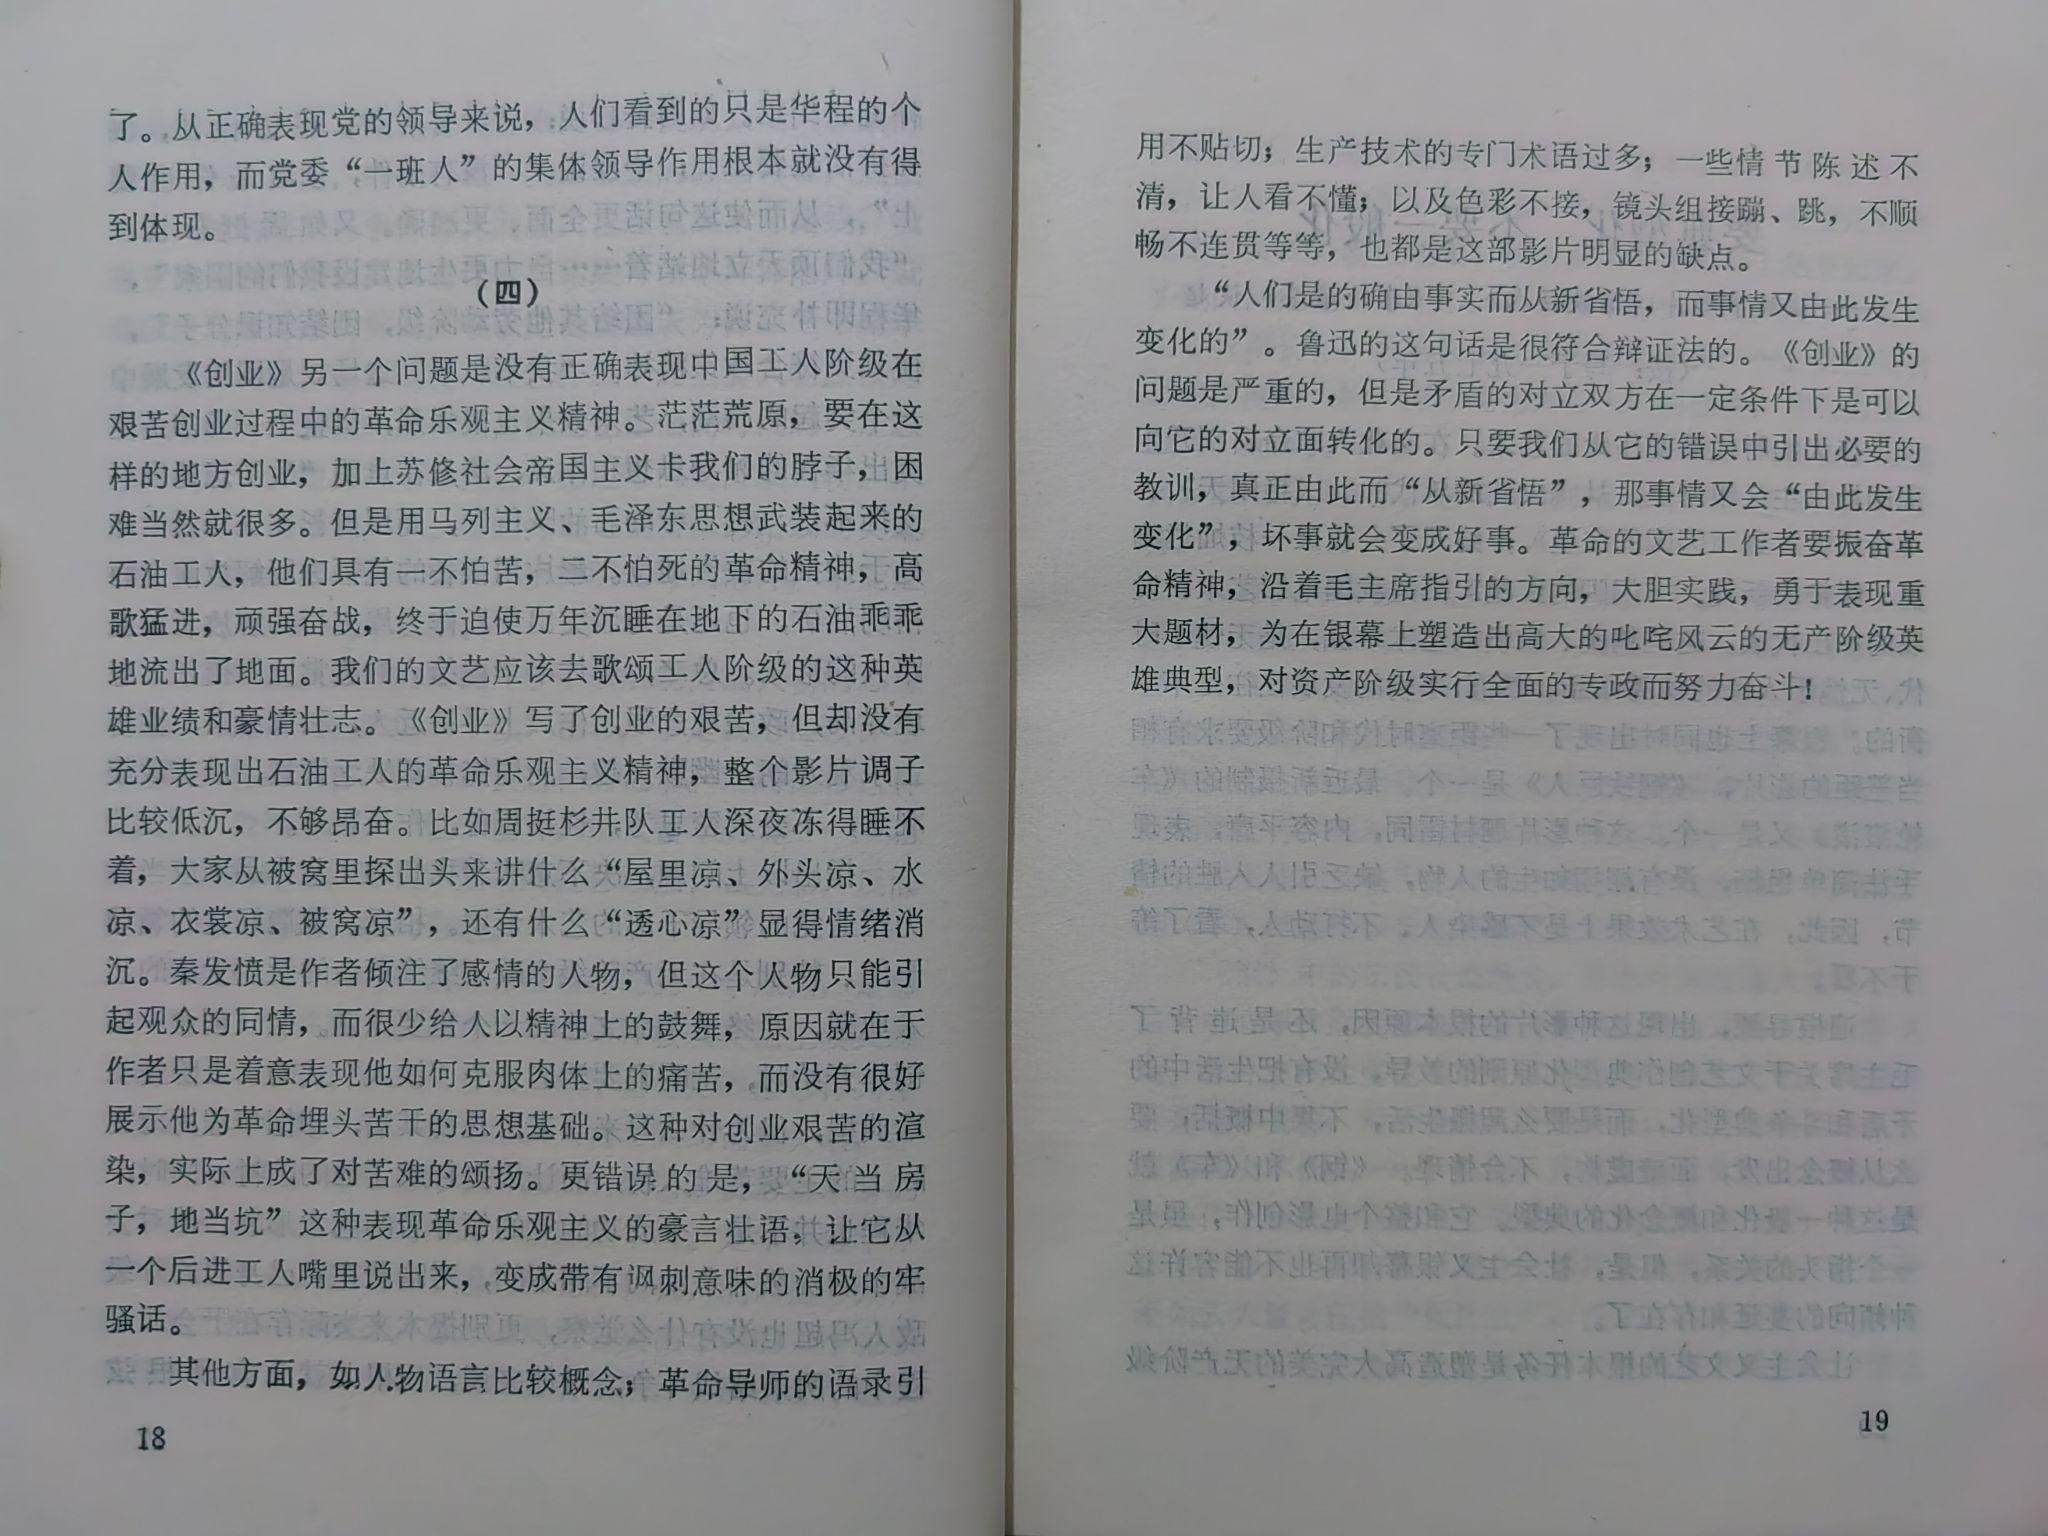 了。从正确表现党的领导来说，人们看到的只是华程的个
人作用，而党委“一班人”的集体领导作用根本就没有得
到体现。
（四）
《创业》另一个问题是没有正确表现中国工人阶级在
艰苦创业过程中的革命乐观主义精神。茫茫荒原，要在这
样的地方创业，加上苏修社会帝国主义卡我们的脖子，困
难当然就很多。但是用马列主义、毛泽东思想武装起来的
石油工人，他们具有一不怕苦，二不怕死的革命精神，高
歌猛进，顽强奋战，终于迫使万年沉睡在地下的石油乖乖
地流出了地面。我们的文艺应该去歌颂工人阶级的这种英
雄业绩和豪情壮志。《创业》写了创业的艰苦，但却没有
充分表现出石油工人的革命乐观主义精神，整个影片调子
比较低沉，不够昂奋。比如周挺杉井队工人深夜冻得睡不
着，大家从被窝里探出头来讲什么“屋里凉、外头凉、水
凉、衣裳凉、被窝凉”，还有什么“透心凉”显得情绪消
沉。秦发愤是作者倾注了感情的人物，但这个人物只能引
起观众的同情，而很少给人以精神上的鼓舞，原因就在于
作者只是着意表现他如何克服肉体上的痛苦，而没有很好
展示他为革命埋头苦干的思想基础。这种对创业艰苦的渲
染，实际上成了对苦难的颂扬。更错误的是，“天当房
子，地当坑”这种表现革命乐观主义的豪言壮语，让它从
一个后进工人嘴里说出来，变成带有讽刺意味的消极的牢
骚话。
其他方面，如人物语言比较概念；革命导师的语录引
18
用不贴切；生产技术的专门术语过多；一些情节陈述不
清，让人看不懂；以及色彩不接，镜头组接蹦、跳，不顺
畅不连贯等等，也都是这部影片明显的缺点。
“人们是的确由事实而从新省悟，而事情又由此发生
变化的”。鲁迅的这句话是很符合辩证法的。《创业》的
问题是严重的，但是矛盾的对立双方在一定条件下是可以
向它的对立面转化的。只要我们从它的错误中引出必要的
教训，真正由此而“从新省悟”，那事情又会“由此发生
变化”，坏事就会变成好事。革命的文艺工作者要振奋革
命精神，沿着毛主席指引的方向，大胆实践，勇于表现重
大题材，为在银幕上塑造出高大的叱咤风云的无产阶级英
雄典型，对资产阶级实行全面的专政而努力奋斗！
19